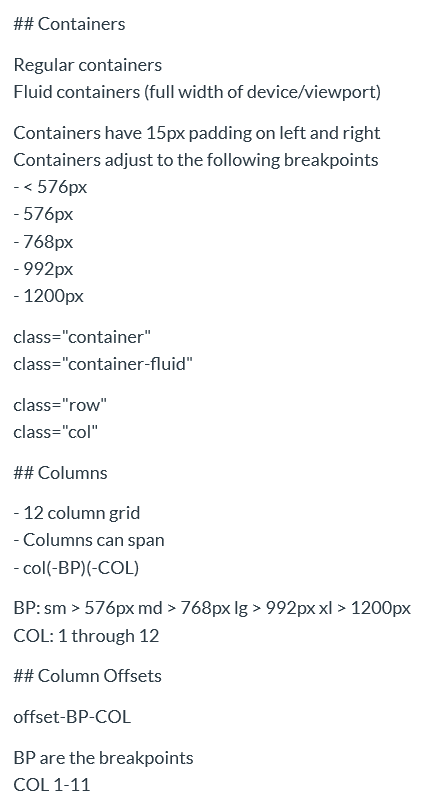 ## Containers
Regular containers
Fluid containers (full width of device/viewport)
Containers have 15px padding on left and right
Containers adjust to the following breakpoints
- < 576px
- 576px
- 768px
- 992px
- 1200px
class="container"
class="container-fluid"
class="row"
class="col"
## Columns
- 12 column grid
- Columns can span
- col(-BP)(-COL)
BP: sm > 576px md > 768px lg > 992px xl > 1200px
COL: 1 through 12
## Column Offsets
offset-BP-COL
BP are the breakpoints
COL 1-11